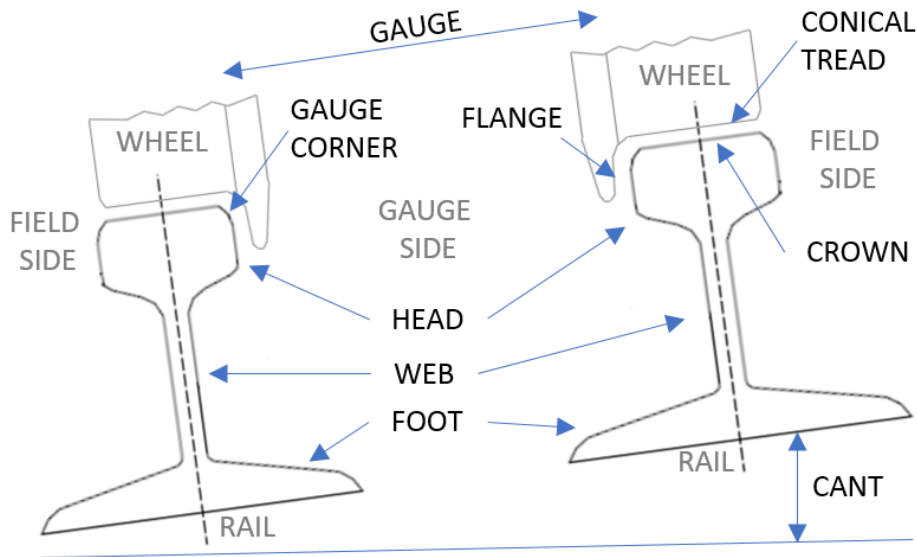 GAUGE
CONICAL
TREAD
WHEEL
GAUGE
CORNER
FLANGE
WHEEL
FIELD
SIDE
FIELD
SIDE
GAUGE
SIDE
CROWN
HEAD
WEB
FOOT
RAIL
CANT
RAIL